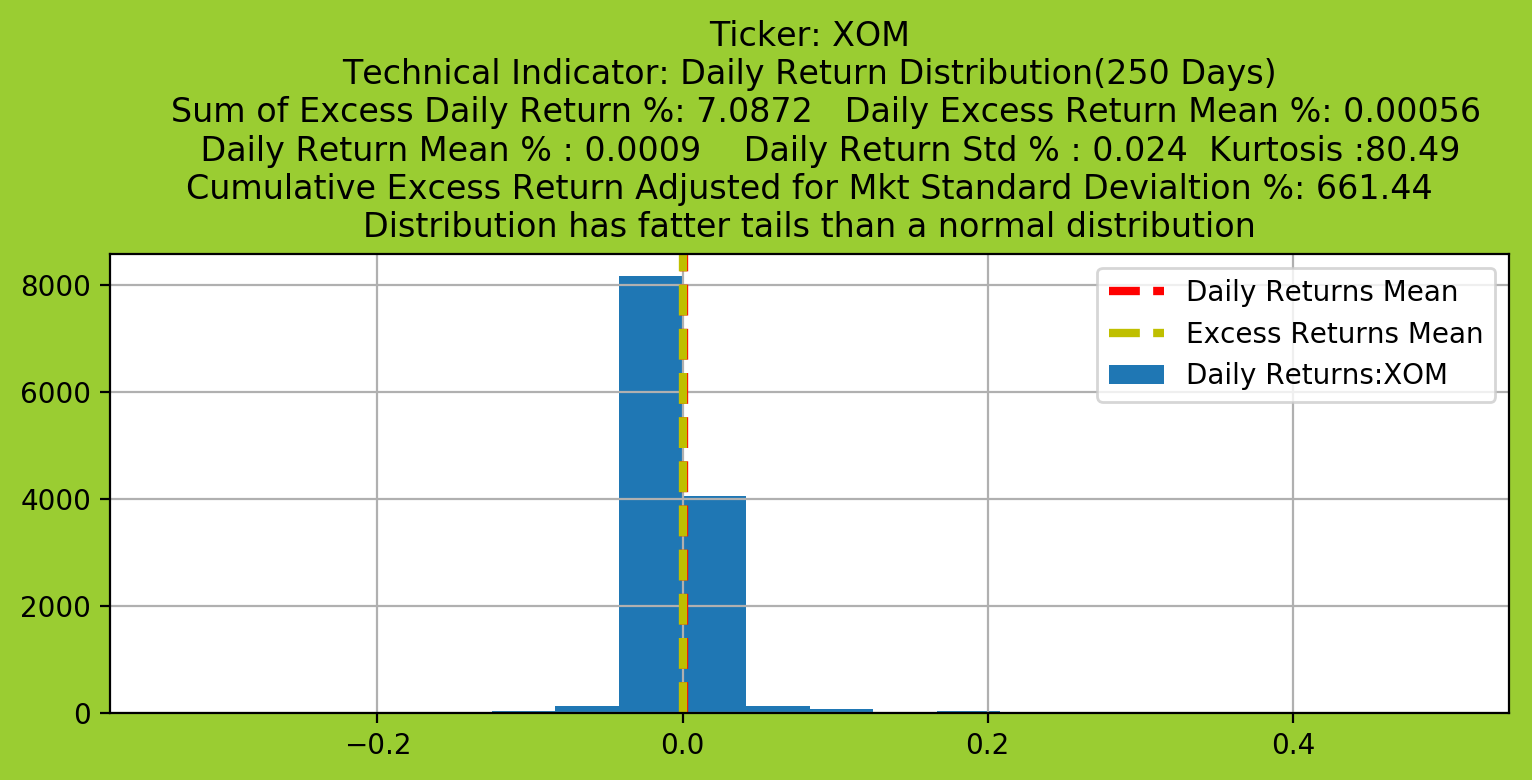 Ticker: XOM
Technical Indicator: Daily Return Distribution(250 Days)
Sum of Excess Daily Return %: 7.0872   Daily Excess Return Mean %: 0.00056
Daily Return Mean % : 0.0009    Daily Return Std % : 0.024  Kurtosis :80.49
Cumulative Excess Return Adjusted for Mkt Standard Devialtion %: 661.44
Distribution has fatter tails than a normal distribution
8000
6000
4000
2000
0
Daily Returns Mean
Excess Returns Mean
Daily Returns:XOM
−0.2
0.0
0.2
0.4